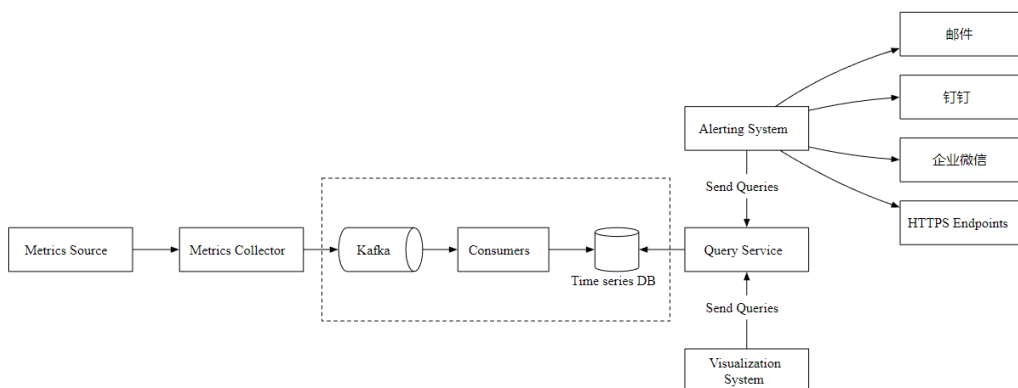 邮件
钉钉
Alerting System
企业微信
Send Queries
HTTPS Endpoints
Metrics Source
Metrics Collector
Kafka
Consumers
Query Service
Time series DB
Send Queries
Visualization
System